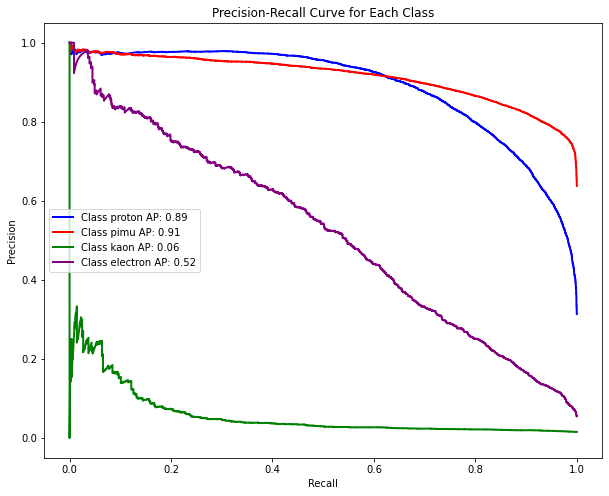 Precision-Recall Curve for Each Class
1.0
0.8
0.6
0.4
0.2
0.0
Precision
Class proton AP: 0.89
Class pimu AP: 0.91
Class kaon AP: 0.06
Class electron AP: 0.52
0.0 0.2 0.4 0.6 0.8 1.0
Recall